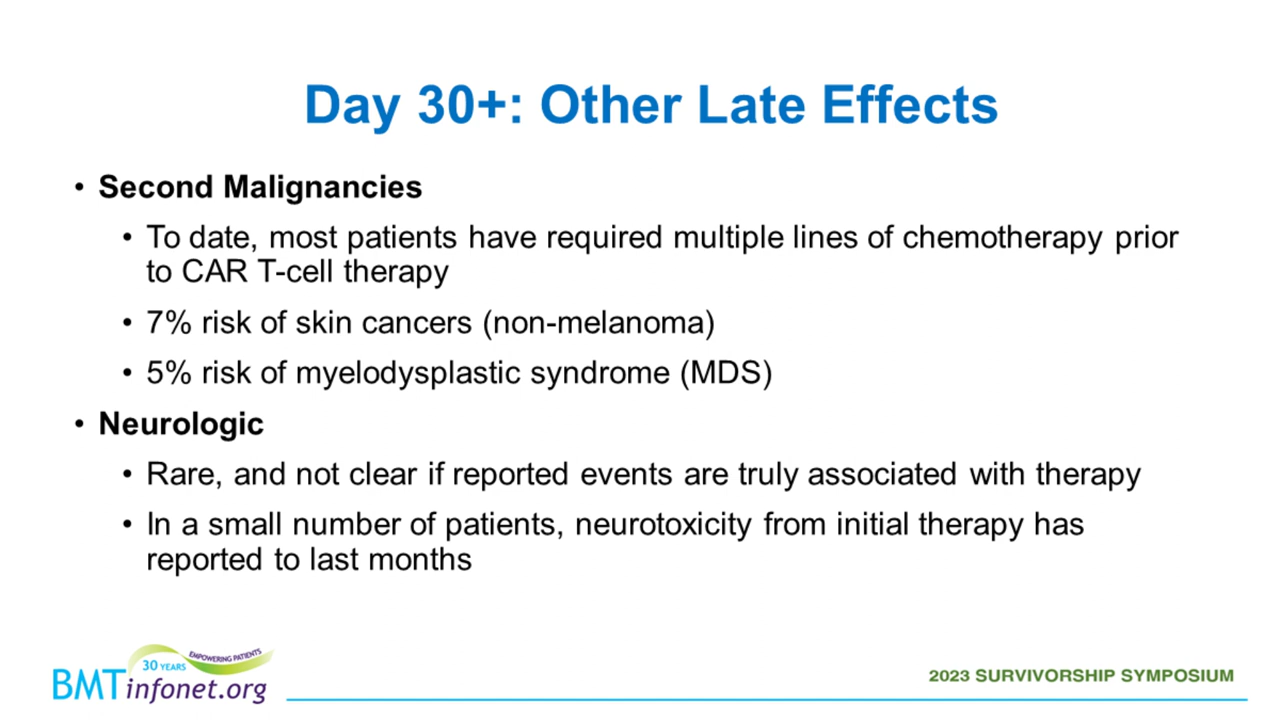 Day 30+: Other Late Effects
• Second Malignancies
• To date, most patients have required multiple lines of chemotherapy prior
to CAR T-cell therapy
• 7% risk of skin cancers (non-melanoma)
• 5% risk of myelodysplastic syndrome (MDS)
• Neurologic
• Rare, and not clear if reported events are truly associated with therapy
• In a small number of patients, neurotoxicity from initial therapy has
reported to last months
30 YEARS EMPOWERING PATIENTS
BMTinfonet.org
2023 SURVIVORSHIP SYMPOSIUM